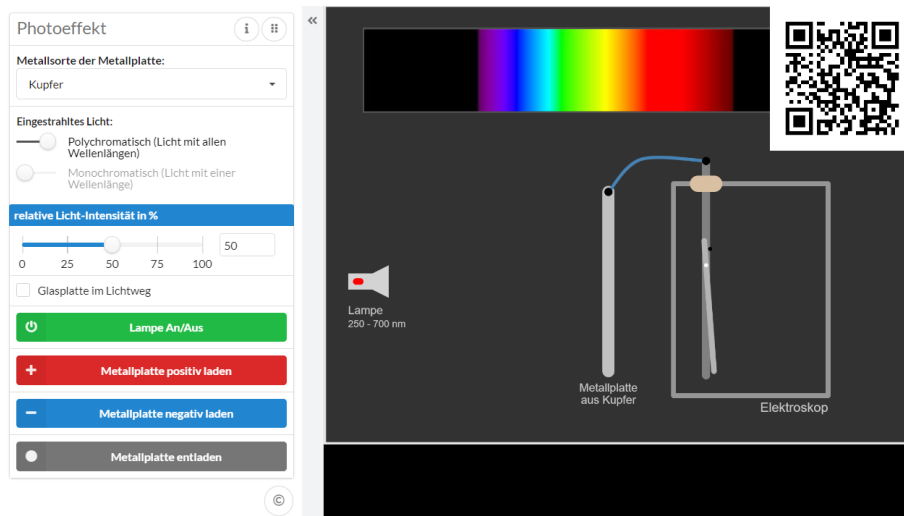 Photoeffekt
Metallsorte der Metallplatte:
Kupfer
Eingestrahltes Licht:
Polychromatisch (Licht mit allen
Wellenlängen)
Monochromatisch (Licht mit einer
Wellenlänge)
relative Licht-Intensität in %
50
0 25 50 75 100
Glasplatte im Lichtweg
Lampe An/Aus
Metallplatte positiv laden
Metallplatte negativ laden
Metallplatte entladen
©
«
Lampe
250 - 700 nm
Metallplatte
aus Kupfer
Elektroskop